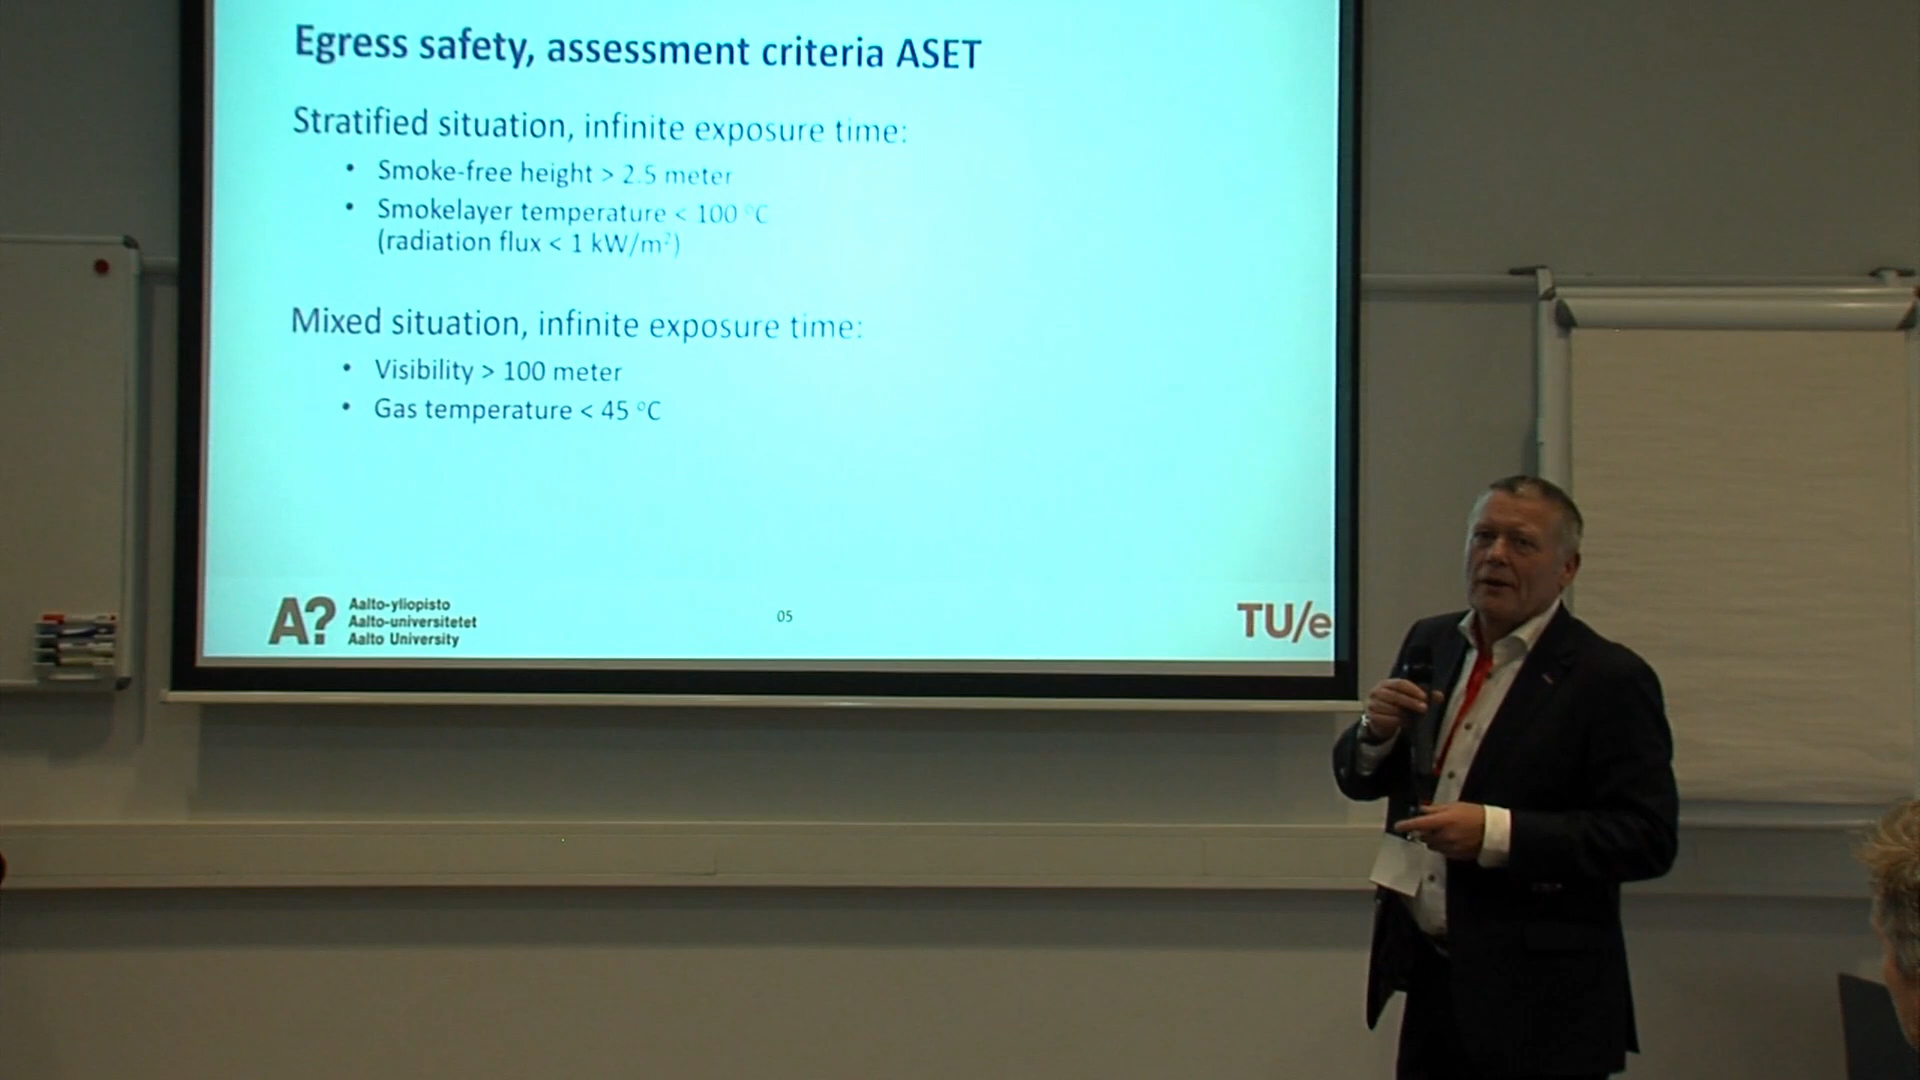 Egress safety, assessment criteria ASET
Stratified situation, infinite exposure time:
• Smoke-free height > 2.5 meter
• Smokelayer temperature < 100 °C
(radiation flux < 1 kW/m²)
Mixed situation, infinite exposure time:
• Visibility > 100 meter
• Gas temperature < 45 °C
A?
Aalto-yliopisto
Aalto-universitetet
Aalto University
05
TU/e